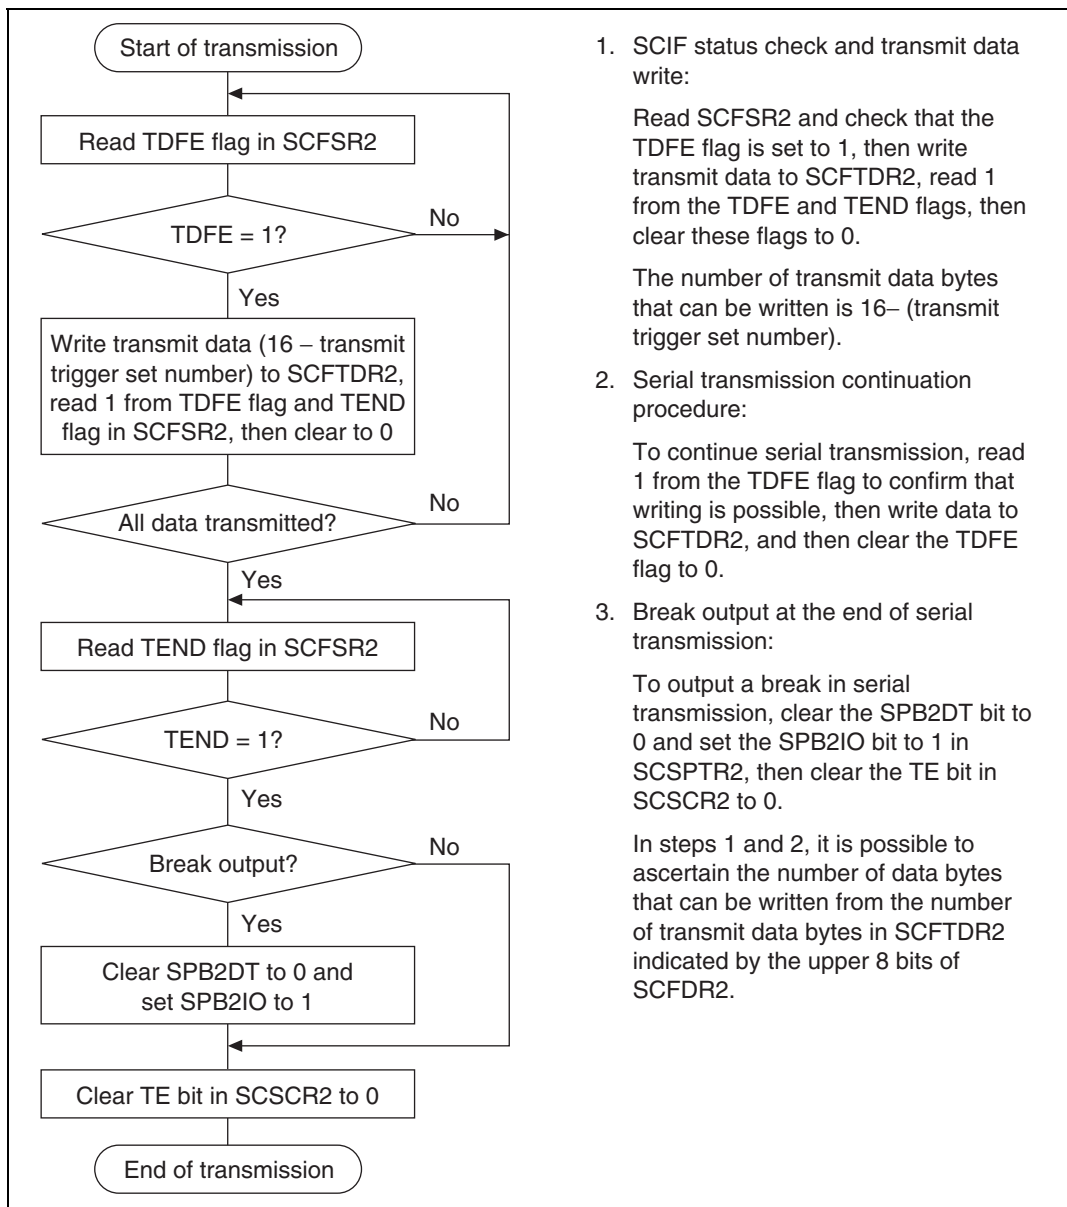 Start of transmission
Read TDFE flag in SCFSR2
TDFE = 1?
No
Yes
Write transmit data (16 – transmit
trigger set number) to SCFTDR2,
read 1 from TDFE flag and TEND
flag in SCFSR2, then clear to 0
All data transmitted?
No
Yes
Read TEND flag in SCFSR2
TEND = 1?
No
Yes
Break output?
No
Yes
Clear SPB2DT to 0 and
set SPB2IO to 1
Clear TE bit in SCSCR2 to 0
End of transmission
1. SCIF status check and transmit data
write:
Read SCFSR2 and check that the
TDFE flag is set to 1, then write
transmit data to SCFTDR2, read 1
from the TDFE and TEND flags, then
clear these flags to 0.
The number of transmit data bytes
that can be written is 16– (transmit
trigger set number).
2. Serial transmission continuation
procedure:
To continue serial transmission, read
1 from the TDFE flag to confirm that
writing is possible, then write data to
SCFTDR2, and then clear the TDFE
flag to 0.
3. Break output at the end of serial
transmission:
To output a break in serial
transmission, clear the SPB2DT bit to
0 and set the SPB2IO bit to 1 in
SCSPTR2, then clear the TE bit in
SCSCR2 to 0.
In steps 1 and 2, it is possible to
ascertain the number of data bytes
that can be written from the number
of transmit data bytes in SCFTDR2
indicated by the upper 8 bits of
SCFDR2.